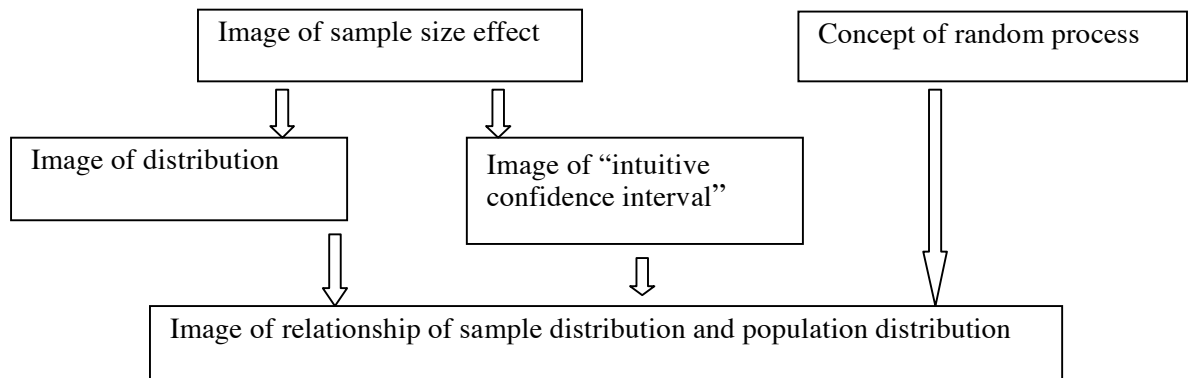 Image of sample size effect
Concept of random process
Image of distribution
Image of “intuitive
confidence interval”
Image of relationship of sample distribution and population distribution